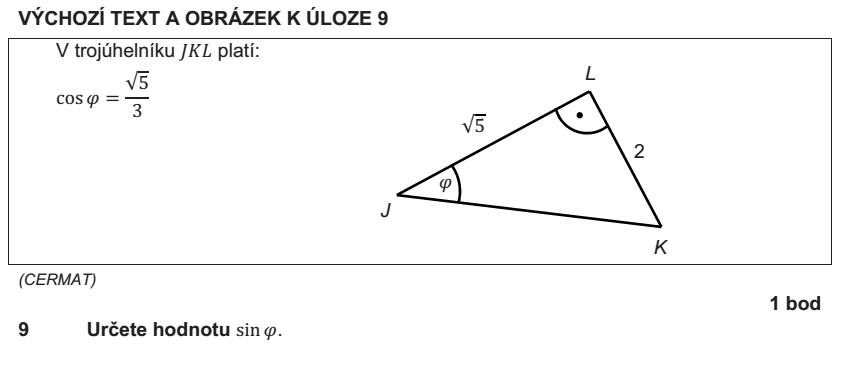 VÝCHOZÍ TEXT A OBRÁZEK K ÚLOZE 9
V trojúhelníku JKL platí:
cos φ = √5/3
L
√5
2
φ
J
K
(CERMAT)
1 bod
9 Určete hodnotu sin φ.